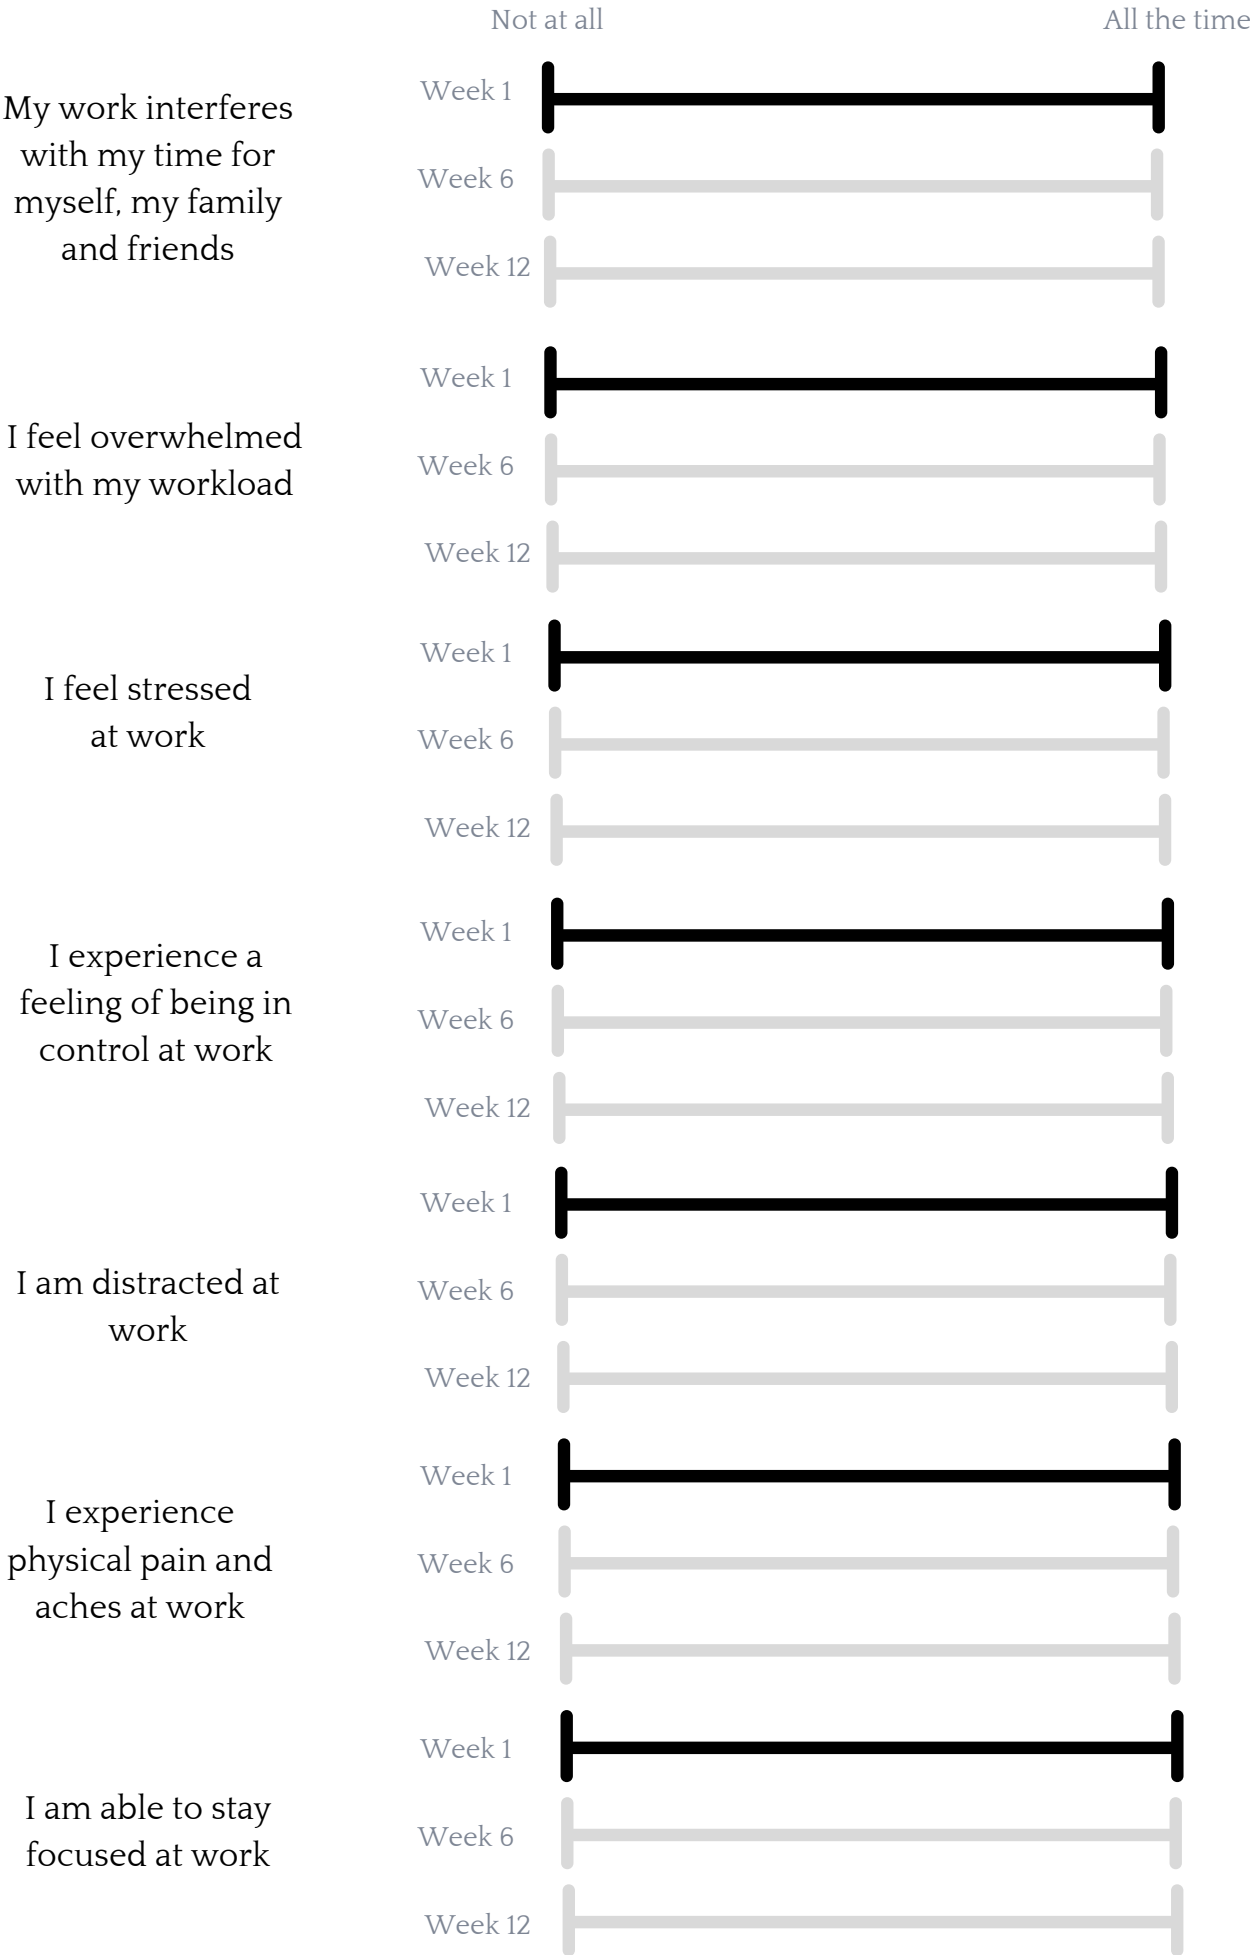 Not at all
All the time
My work interferes
with my time for
myself, my family
and friends
Week 1
Week 6
Week 12
I feel overwhelmed
with my workload
Week 1
Week 6
Week 12
I feel stressed
at work
Week 1
Week 6
Week 12
I experience a
feeling of being in
control at work
Week 1
Week 6
Week 12
I am distracted at
work
Week 1
Week 6
Week 12
I experience
physical pain and
aches at work
Week 1
Week 6
Week 12
I am able to stay
focused at work
Week 1
Week 6
Week 12